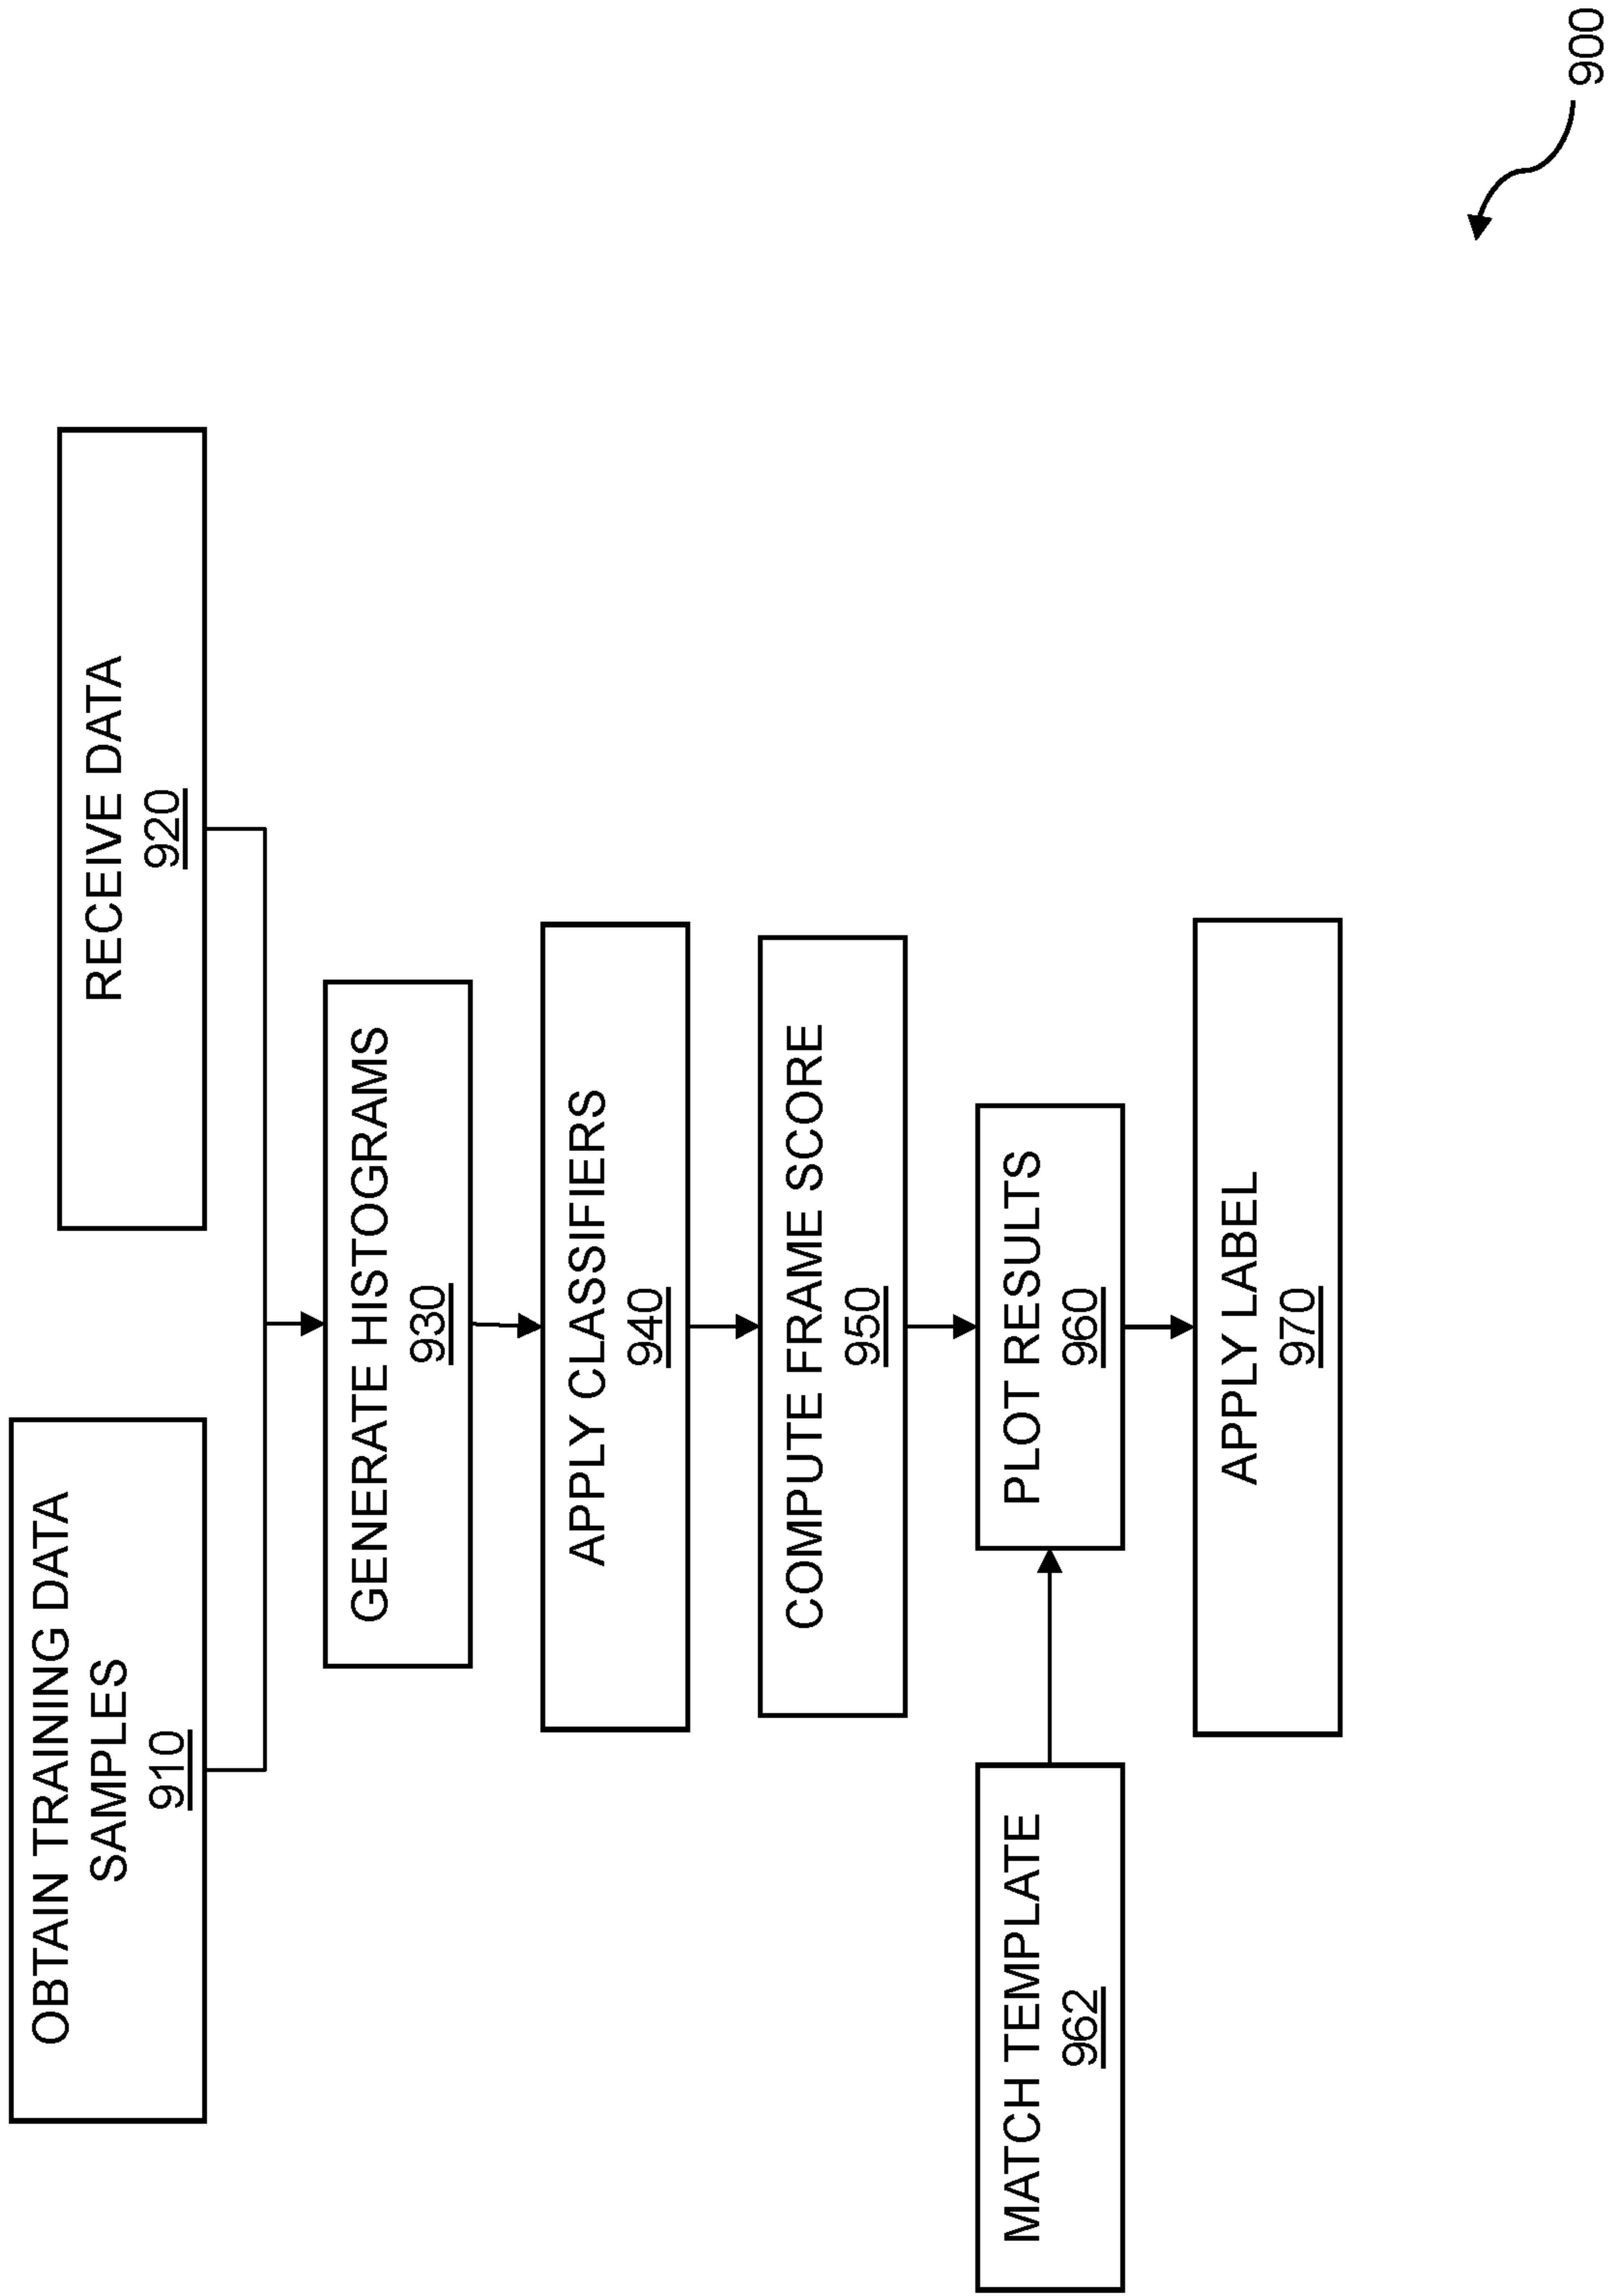 OBTAIN TRAINING DATA
SAMPLES
910
RECEIVE DATA
920
GENERATE HISTOGRAMS
930
APPLY CLASSIFIERS
940
COMPUTE FRAME SCORE
950
MATCH TEMPLATE
962
PLOT RESULTS
960
APPLY LABEL
970
900